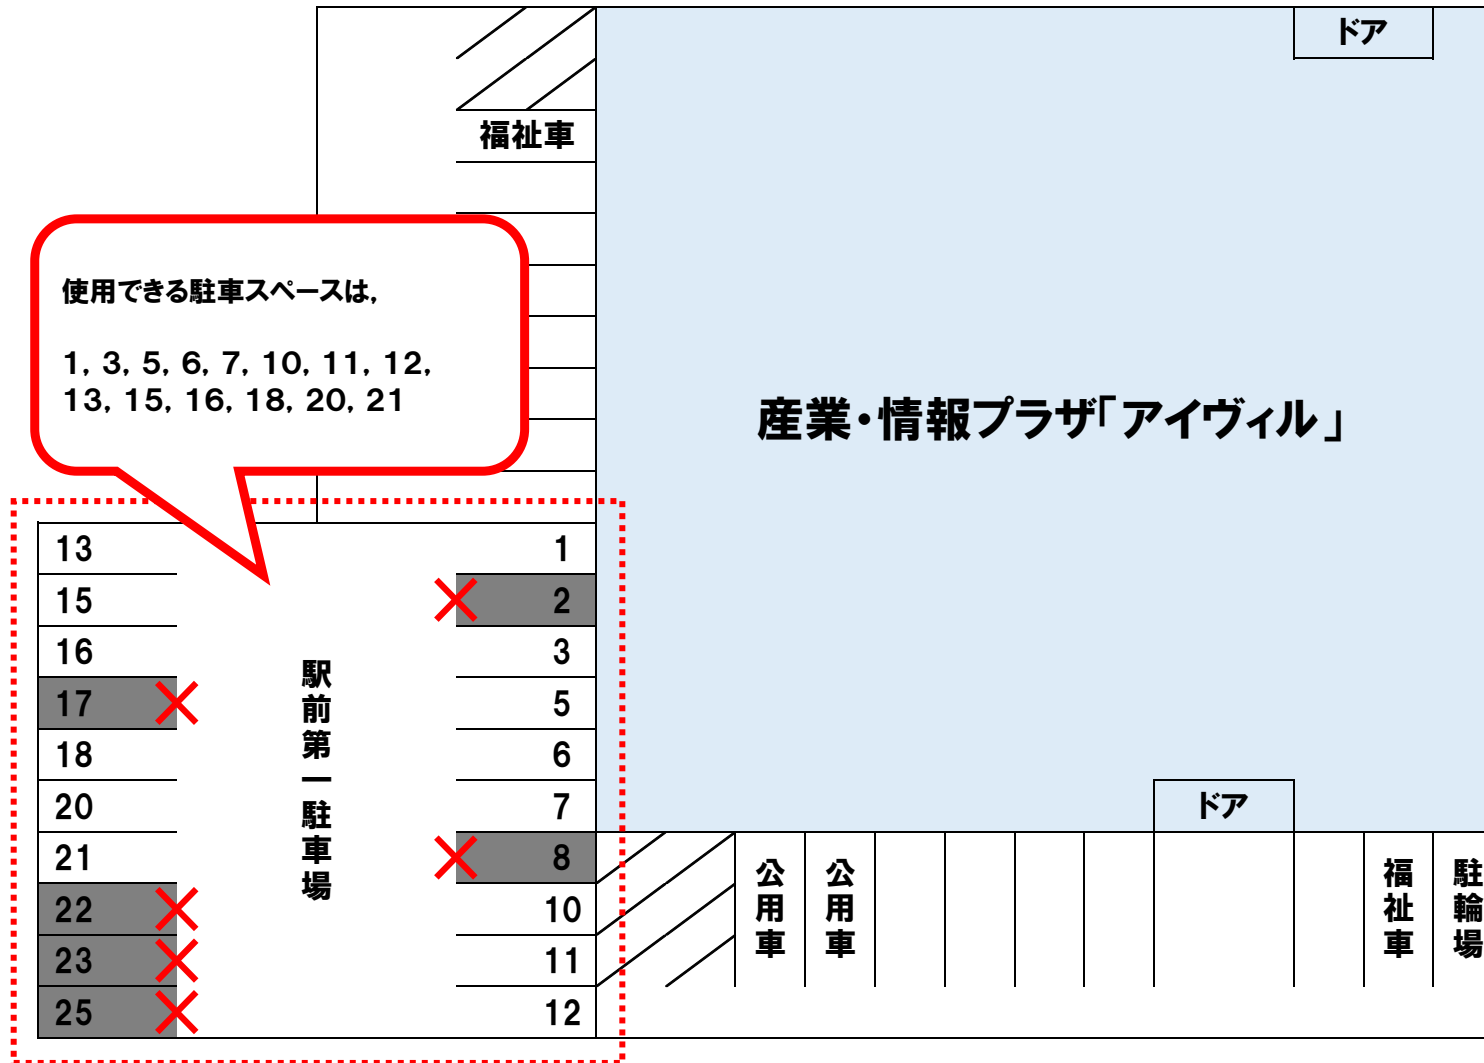 ドア
福祉車
使用できる駐車スペースは,
1, 3, 5, 6, 7, 10, 11, 12,
13, 15, 16, 18, 20, 21
産業・情報プラザ「アイヴィル」
13
15
16
17
18
20
21
22
23
25
駅前第一駐車場
1
2
3
5
6
7
8
10
11
12
ドア
公用車
公用車
福祉車
駐輪場